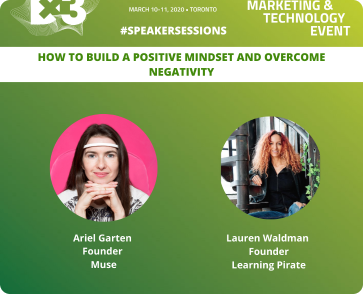 MARCH 10-11, 2020 • TORONTO
MARKETING &
TECHNOLOGY
EVENT
#SPEAKERSESSIONS
HOW TO BUILD A POSITIVE MINDSET AND OVERCOME
NEGATIVITY
Ariel Garten
Founder
Muse
Lauren Waldman
Founder
Learning Pirate